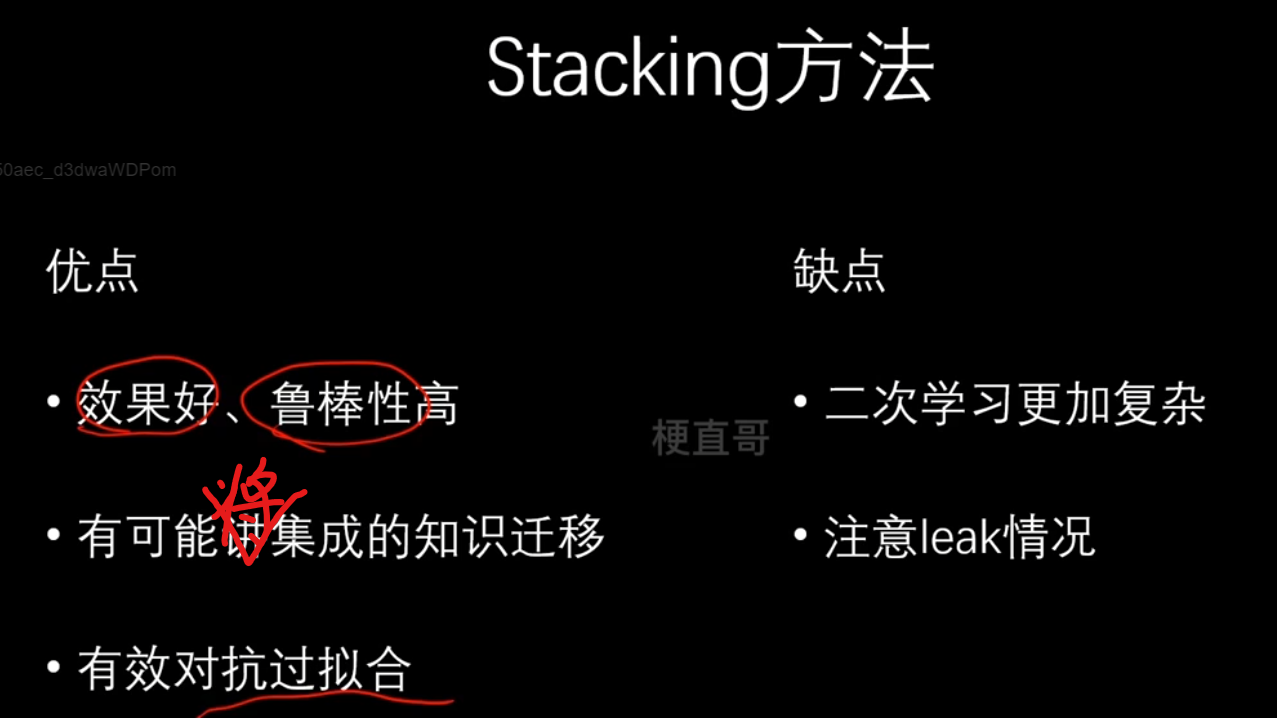 Stacking方法
50aec_d3dwaWDPom
优点
• 效果好、鲁棒性高
将
• 有可能讲集成的知识迁移
• 有效对抗过拟合
缺点
• 二次学习更加复杂
• 注意leak情况
梗直哥